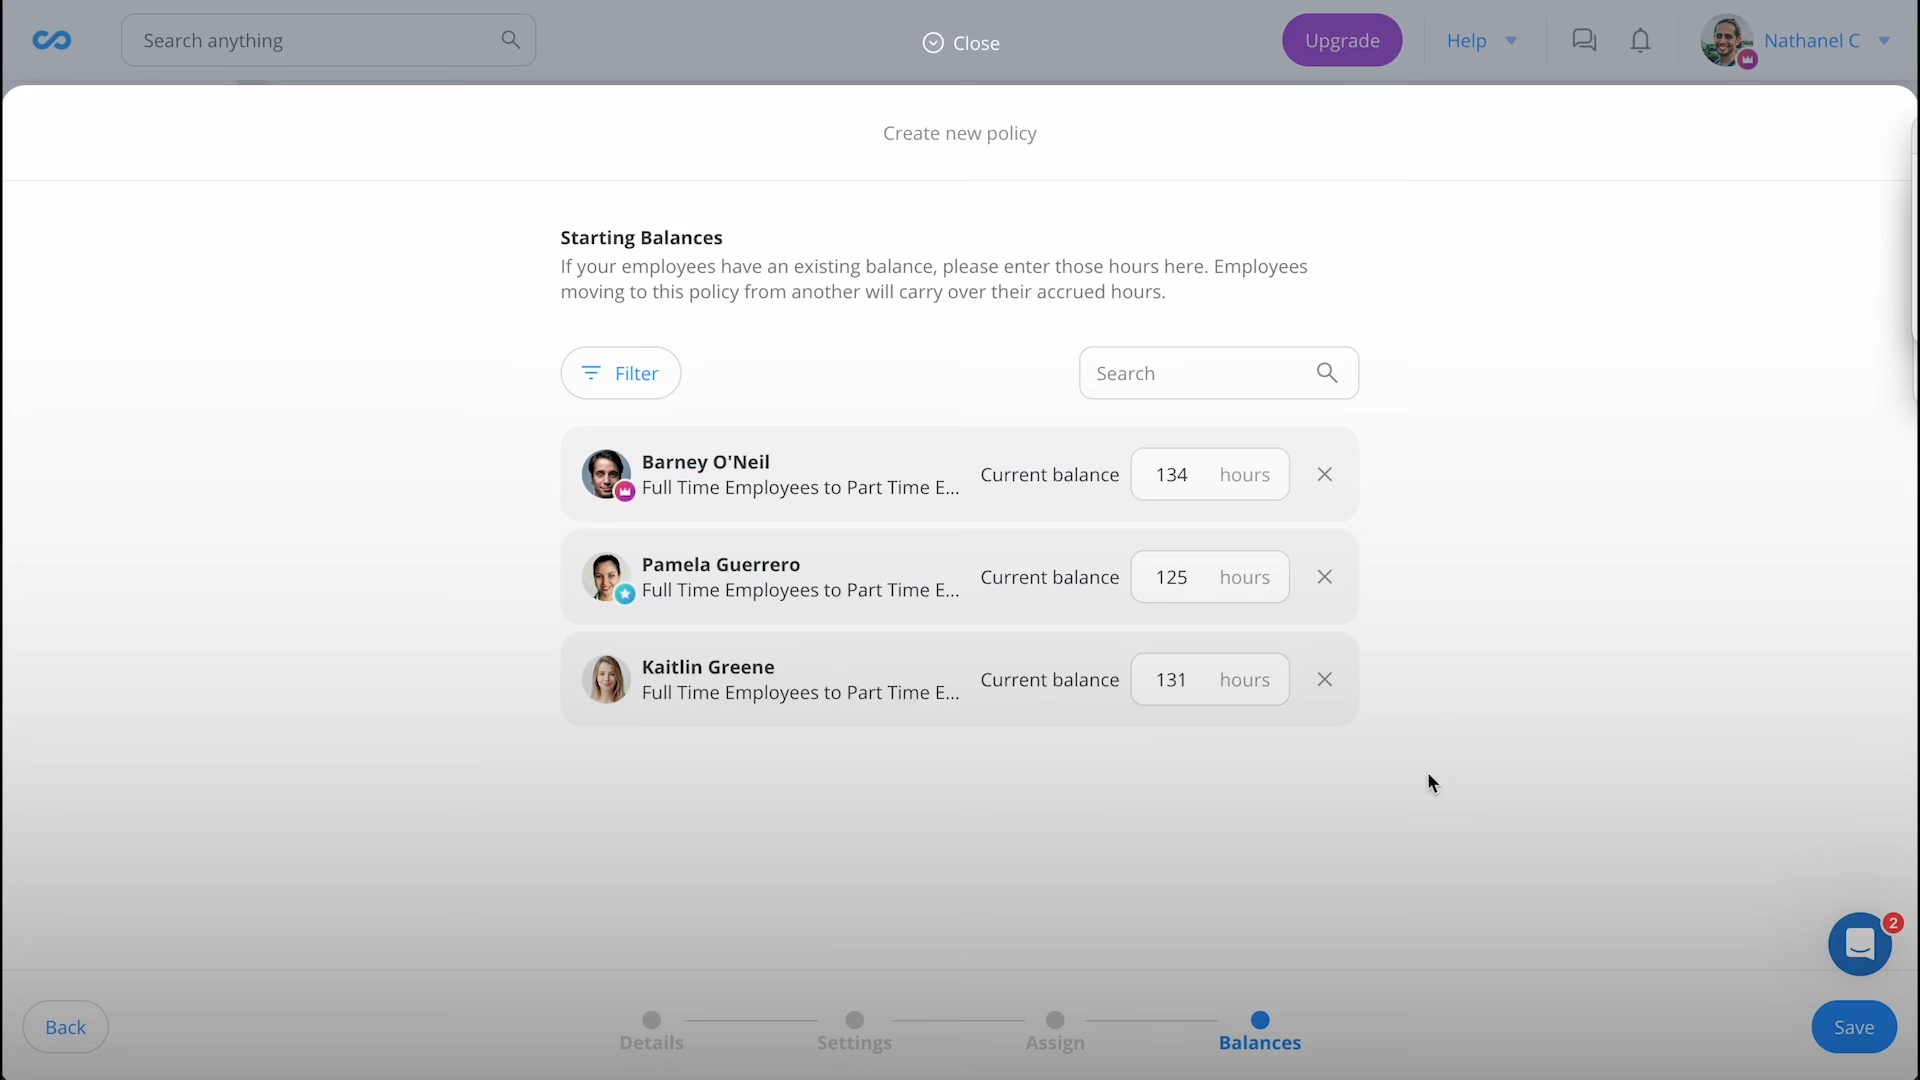 Search anything
Close
Upgrade
Help
Nathanel C
Create new policy
Starting Balances
If your employees have an existing balance, please enter those hours here. Employees
moving to this policy from another will carry over their accrued hours.
Filter
Search
Barney O'Neil
Full Time Employees to Part Time E...
Current balance
134 hours
Pamela Guerrero
Full Time Employees to Part Time E...
Current balance
125 hours
Kaitlin Greene
Full Time Employees to Part Time E...
Current balance
131 hours
2
Back
Details
Settings
Assign
Balances
Save